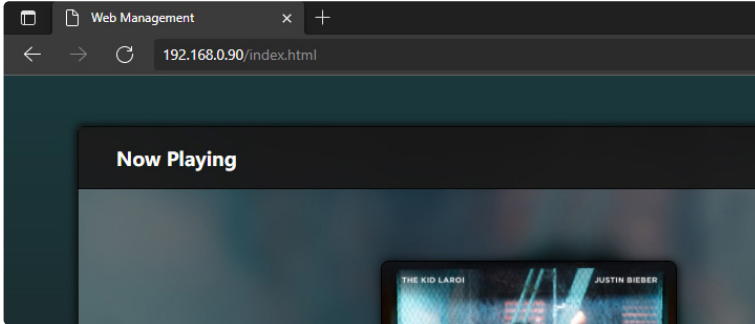 Web Management
192.168.0.90/index.html
Now Playing
THE KID LAROI
JUSTIN BIEBER